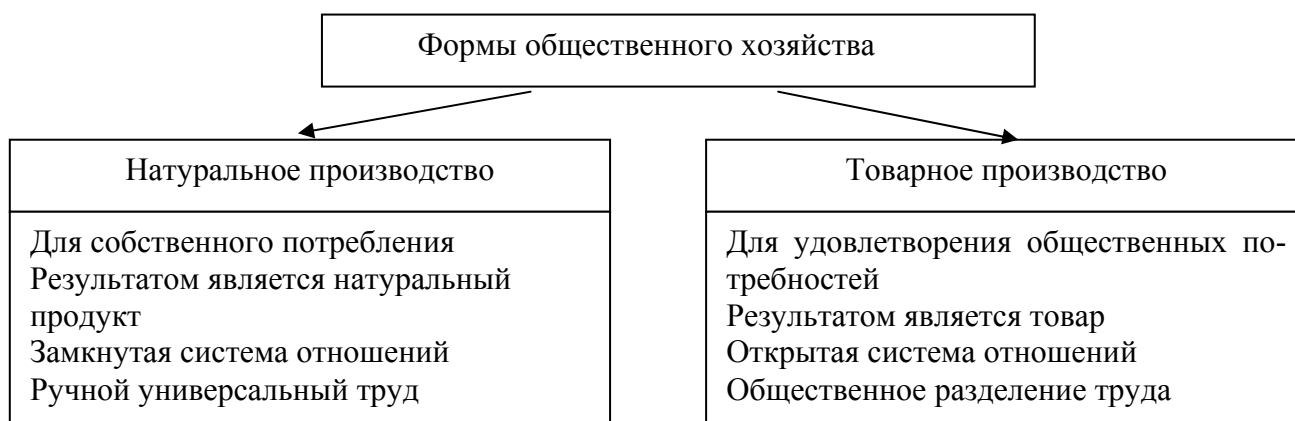 Формы общественного хозяйства
Натуральное производство
Для собственного потребления
Результатом является натуральный
продукт
Замкнутая система отношений
Ручной универсальный труд
Товарное производство
Для удовлетворения общественных по-
требностей
Результатом является товар
Открытая система отношений
Общественное разделение труда